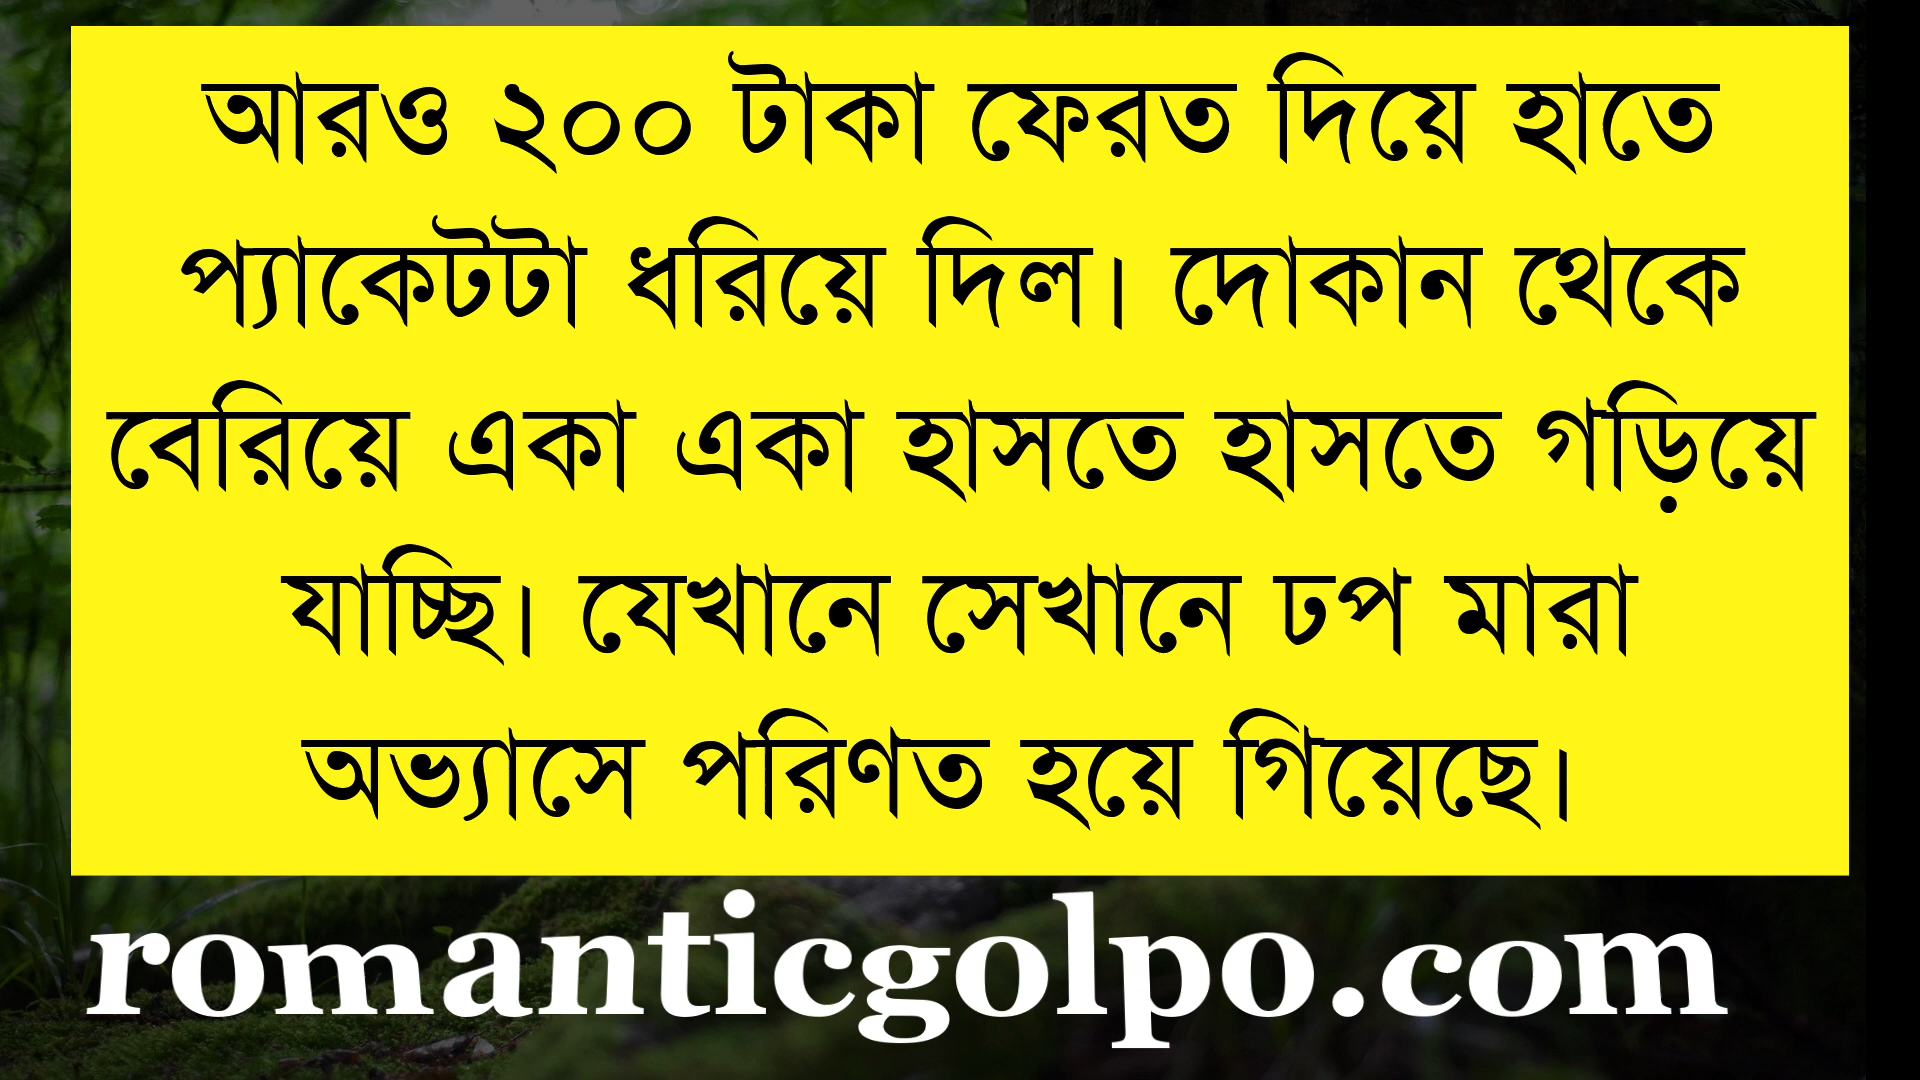 আরও ২০০ টাকা ফেরত দিয়ে হাতে
প্যাকেটটা ধরিয়ে দিল। দোকান থেকে
বেরিয়ে একা একা হাসতে হাসতে গড়িয়ে
যাচ্ছি। যেখানে সেখানে ঢপ মারা
অভ্যাসে পরিণত হয়ে গিয়েছে।
romanticgolpo.com